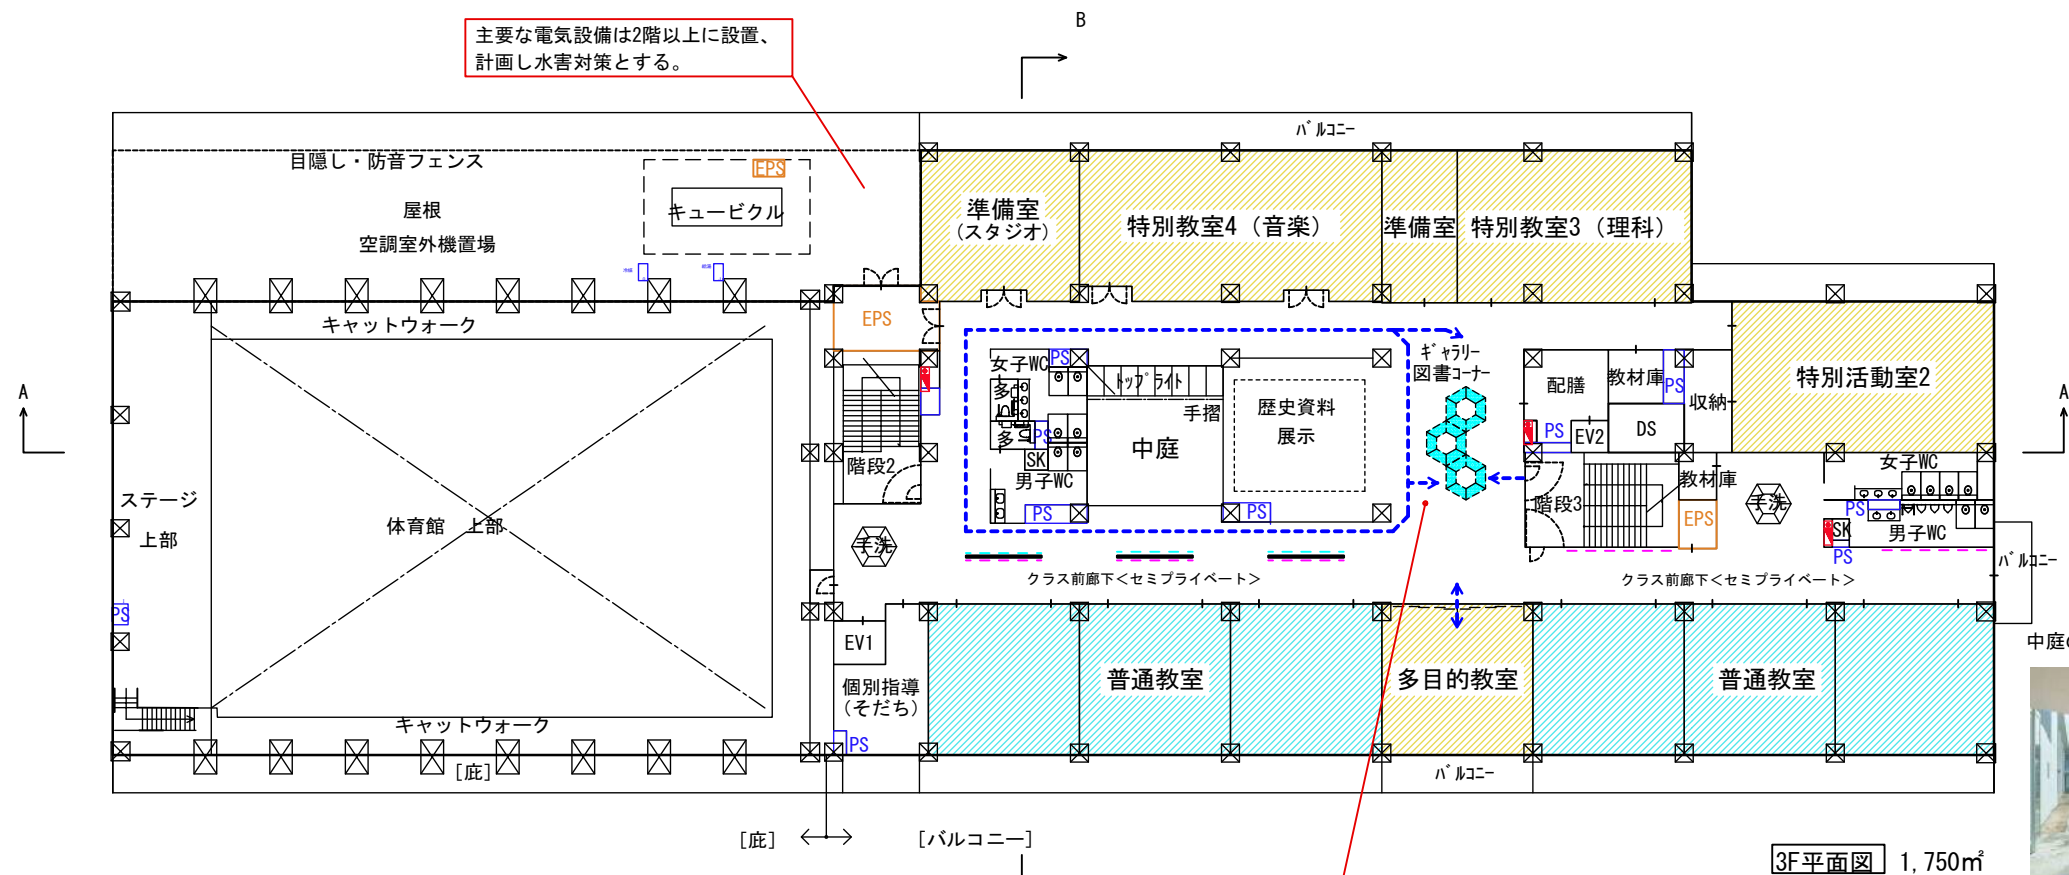 B
主要な電気設備は2階以上に設置、
計画し水害対策とする。
バルコニー
目隠し・防音フェンス
EPS
屋根
キュービクル
空調室外機置場
準備室
(スタジオ)
特別教室4(音楽)
準備室
特別教室3(理科)
キャットウォーク
EPS
ギャラリー
図書コーナー
女子WC
PS
トップライト
手摺
歴史資料
展示
配膳
教材庫
PS
収納
特別活動室2
A
A
多
多
PS
SK
男子WC
PS
中庭
PS
PS
EV2
DS
階段2
階段3
教材庫
EPS
手洗
女子WC
PS
SK
男子WC
PS
バルコニー
ステージ
上部
体育館 上部
手洗
クラス前廊下<セミプライベート>
クラス前廊下<セミプライベート>
PS
EV1
個別指導
(そだち)
PS
普通教室
多目的教室
普通教室
中庭
キャットウォーク
[庇]
バルコニー
[庇]
[バルコニー]
3F平面図 1,750㎡